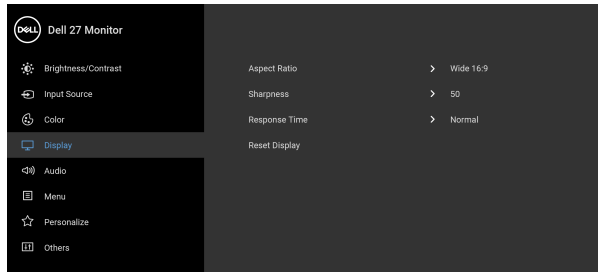 DELL Dell 27 Monitor
Brightness/Contrast
Input Source
Color
Display
Audio
Menu
Personalize
Others
Aspect Ratio > Wide 16:9
Sharpness > 50
Response Time > Normal
Reset Display